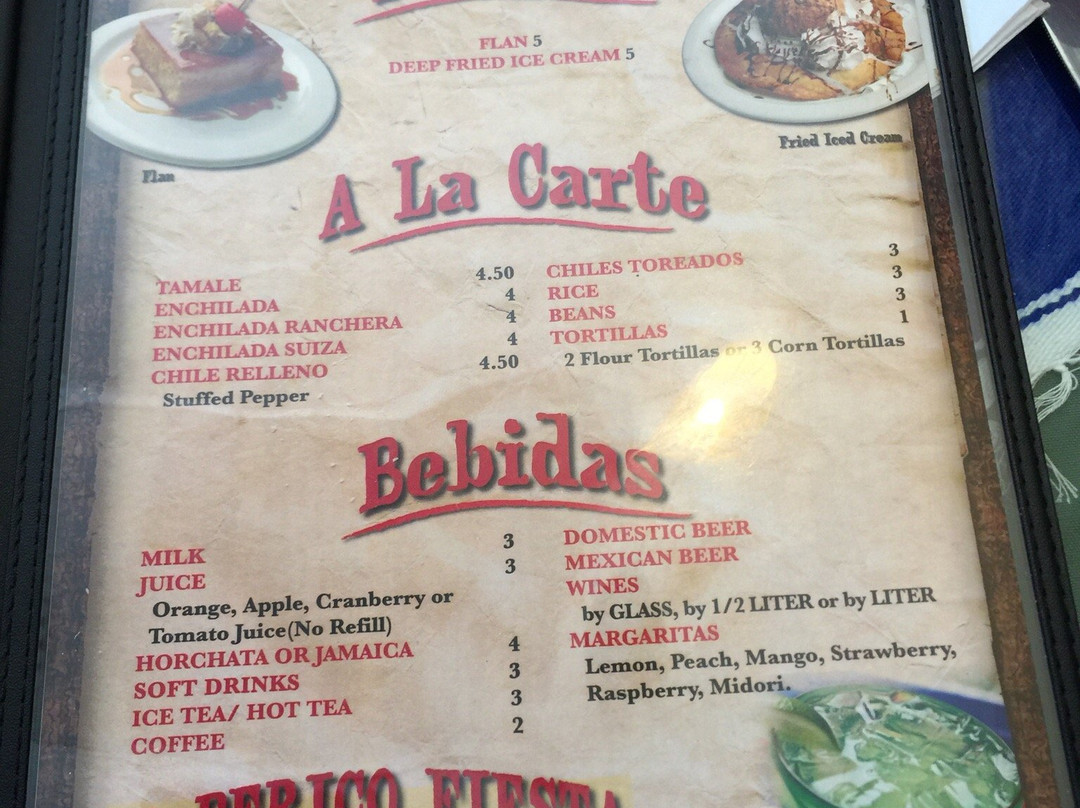 FLAN 5
DEEP FRIED ICE CREAM 5
Flan
Fried Iced Cream
A La Carte
TAMALE 4.50
ENCHILADA 4
ENCHILADA RANCHERA 4
ENCHILADA SUIZA 4
CHILE RELLENO 4.50
Stuffed Pepper
CHILES TOREADOS 3
RICE 3
BEANS 3
TORTILLAS 1
2 Flour Tortillas or 3 Corn Tortillas
Bebidas
MILK 3
JUICE 3
Orange, Apple, Cranberry or
Tomato Juice(No Refill)
HORCHATA OR JAMAICA 4
SOFT DRINKS 3
ICE TEA/ HOT TEA 3
COFFEE 2
DOMESTIC BEER
MEXICAN BEER
WINES
by GLASS, by 1/2 LITER or by LITER
MARGARITAS
Lemon, Peach, Mango, Strawberry,
Raspberry, Midori.
PERICO FIESTA